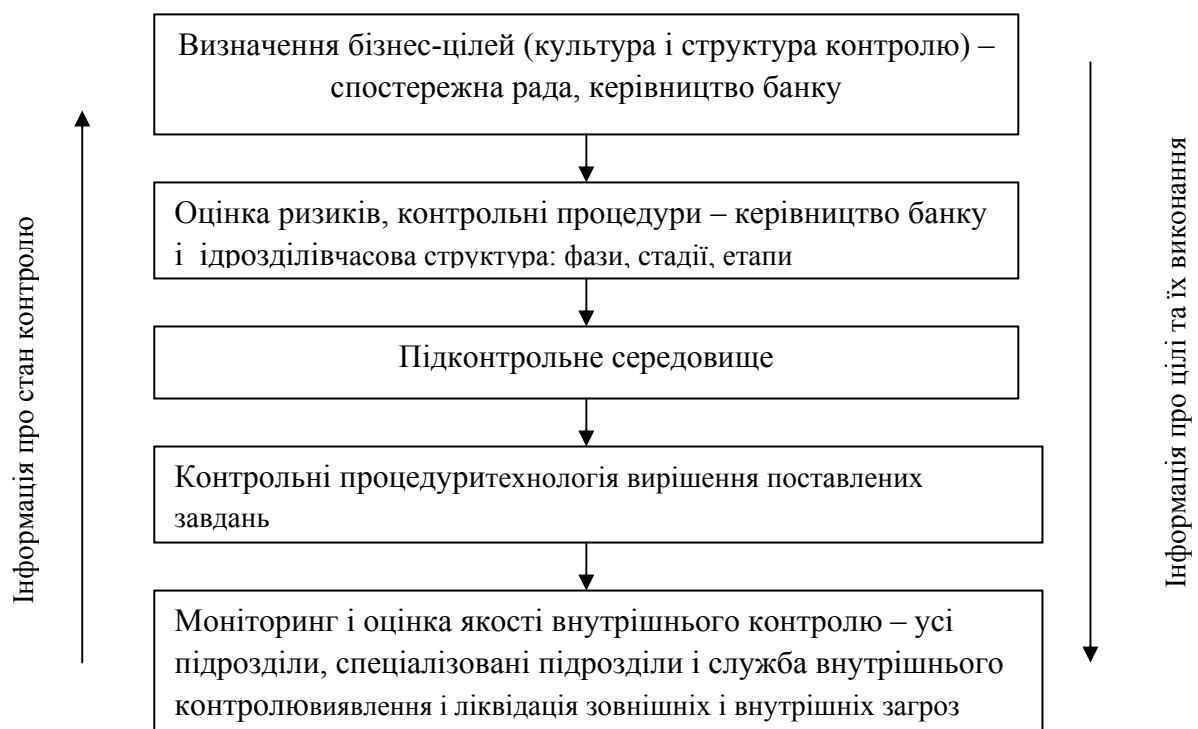 Визначення бізнес-цілей (культура і структура контролю) –
спостережна рада, керівництво банку
Оцінка ризиків, контрольні процедури – керівництво банку
і ідрозділівчасова структура: фази, стадії, етапи
Підконтрольне середовище
Контрольні процедуритехнологія вирішення поставлених
завдань
Моніторинг і оцінка якості внутрішнього контролю – усі
підрозділи, спеціалізовані підрозділи і служба внутрішнього
контролювиявлення і ліквідація зовнішніх і внутрішніх загроз
Інформація про стан контролю
Інформація про цілі та їх виконання